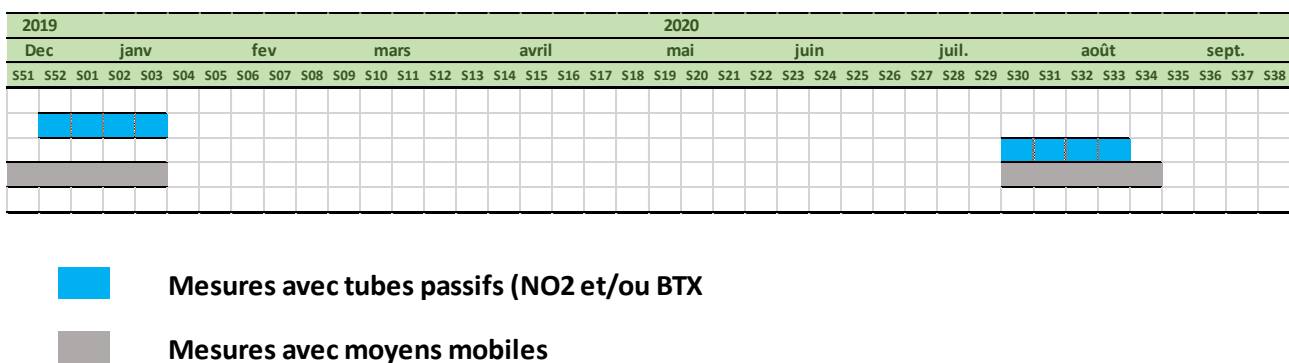 2019 2020
Dec janv fev mars avril mai juin juil. août sept.
S51 S52 S01 S02 S03 S04 S05 S06 S07 S08 S09 S10 S11 S12 S13 S14 S15 S16 S17 S18 S19 S20 S21 S22 S23 S24 S25 S26 S27 S28 S29 S30 S31 S32 S33 S34 S35 S36 S37 S38
Mesures avec tubes passifs (NO2 et/ou BTX
Mesures avec moyens mobiles